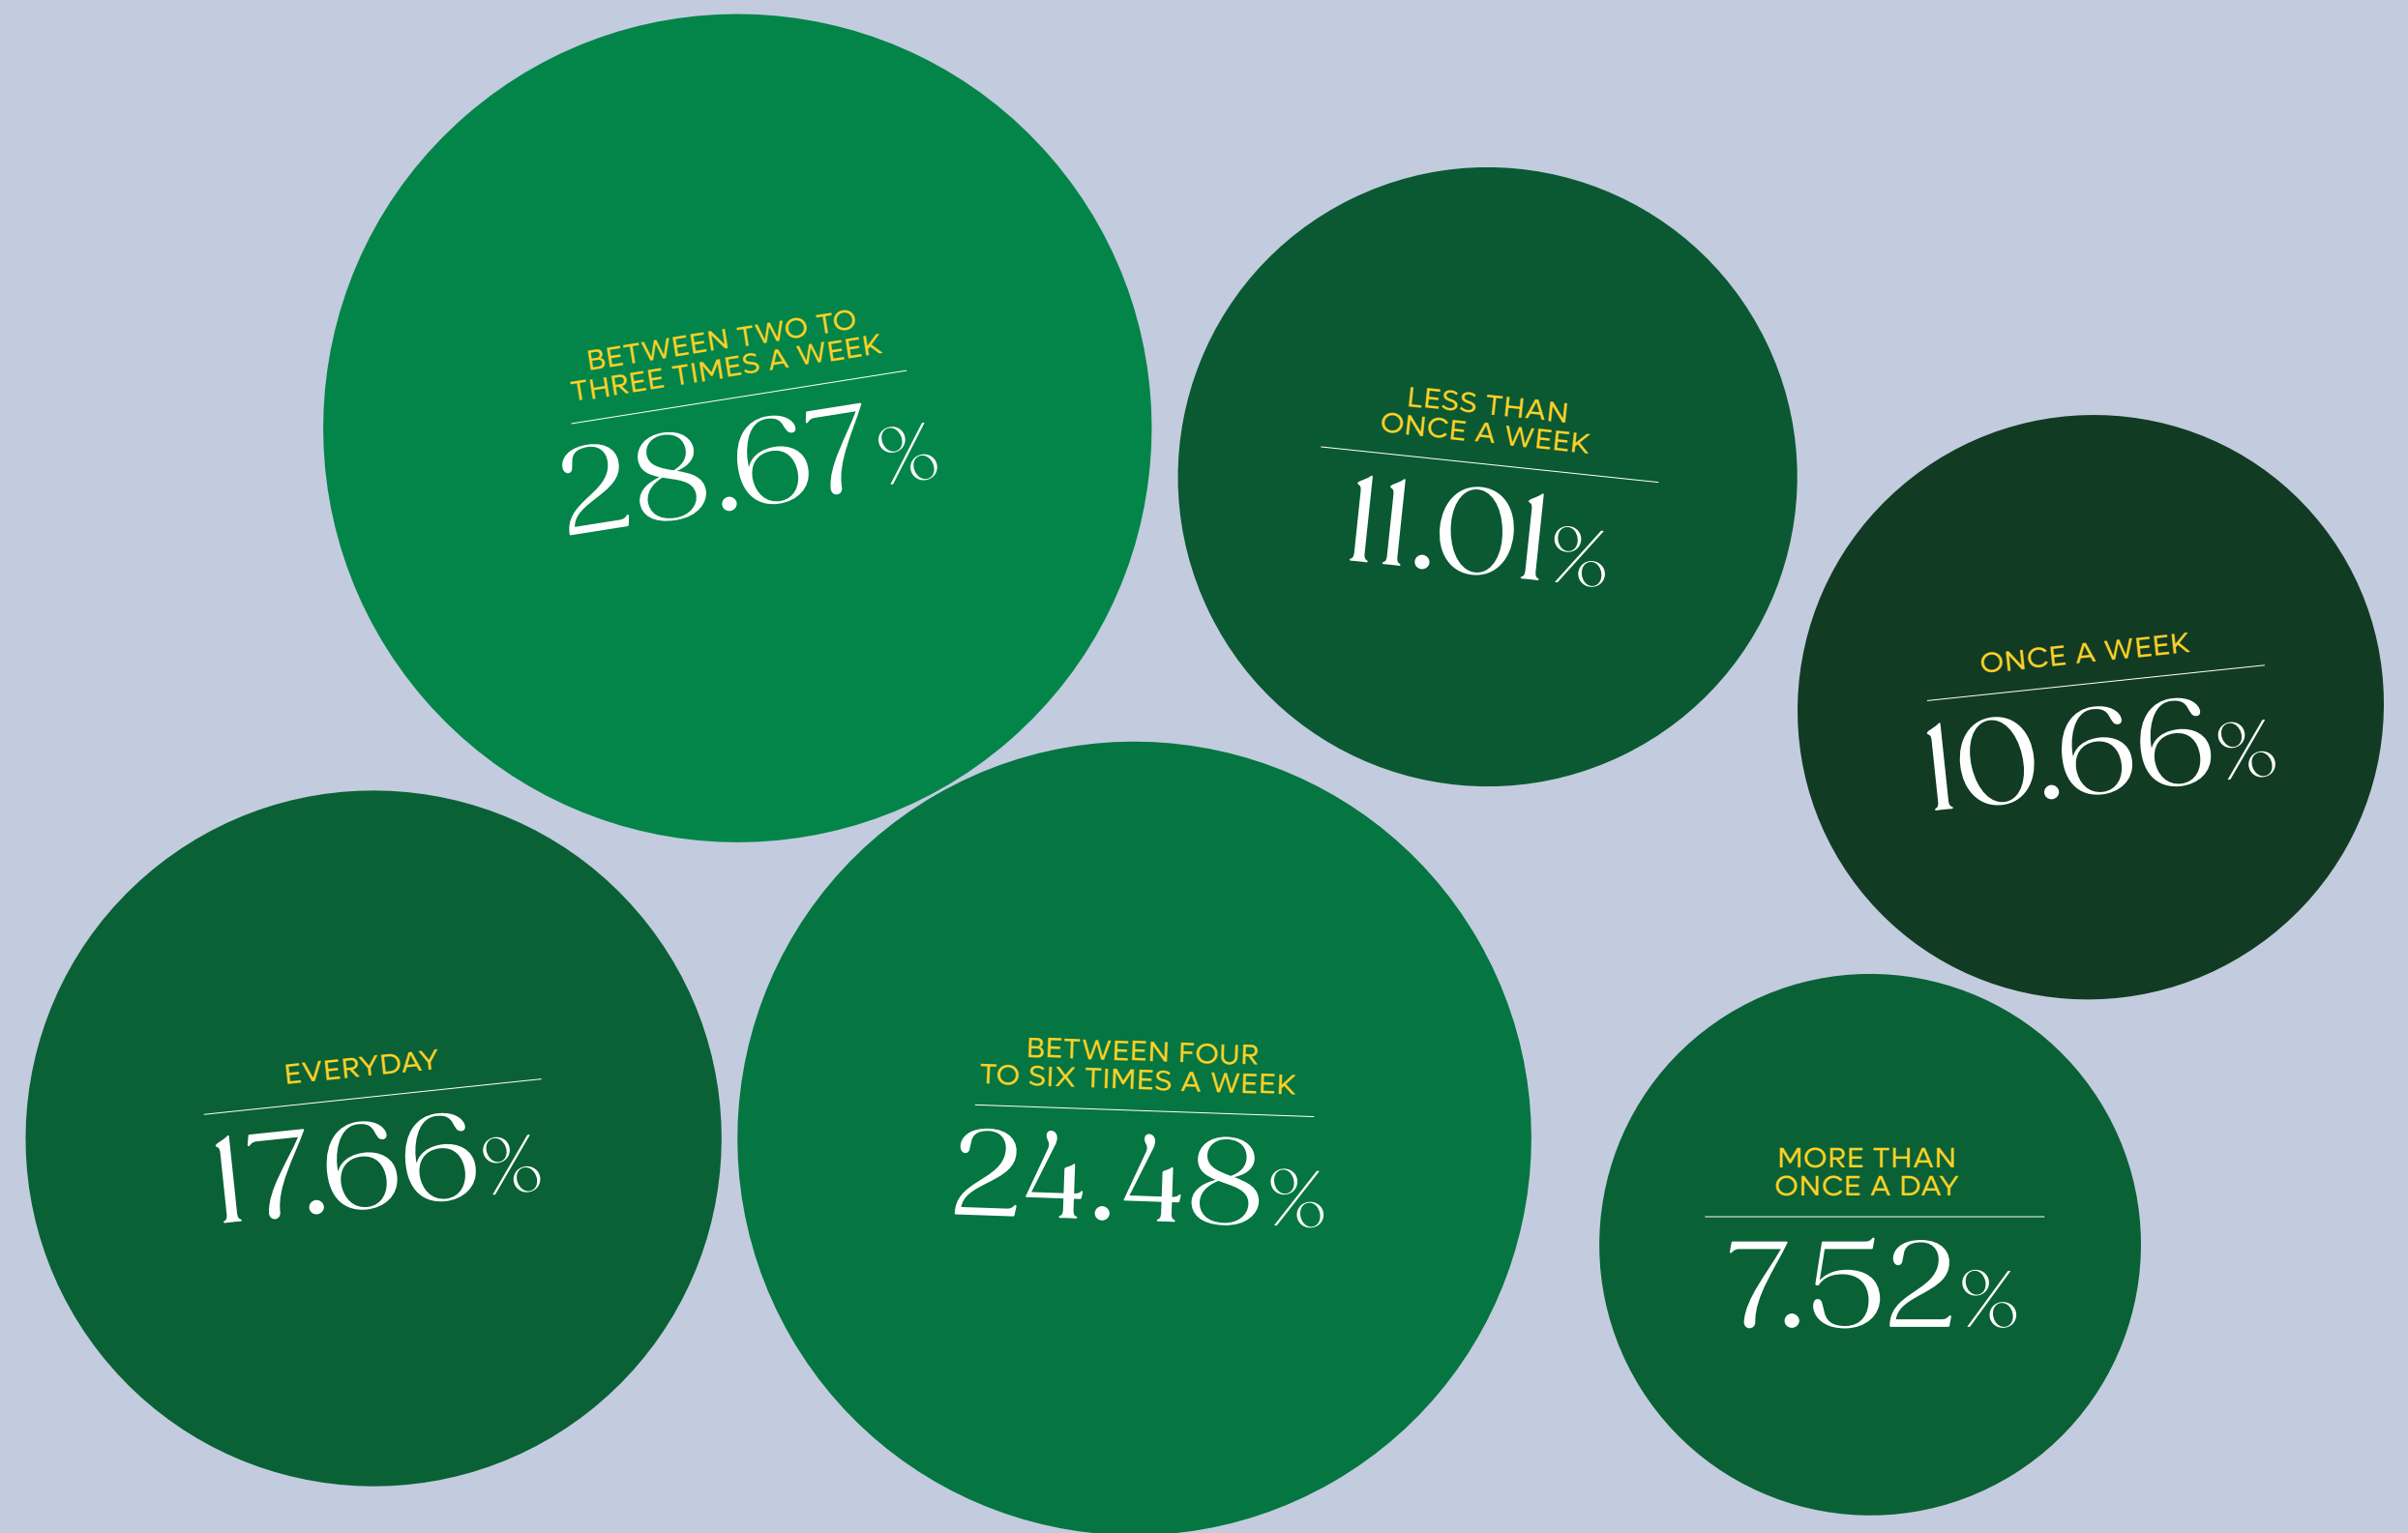 BETWEEN TWO TO
THREE TIMES A WEEK
28.67%
LESS THAN
ONCE A WEEK
11.01%
ONCE A WEEK
10.66%
EVERYDAY
17.66%
BETWEEN FOUR
TO SIX TIMES A WEEK
24.48%
MORE THAN
ONCE A DAY
7.52%